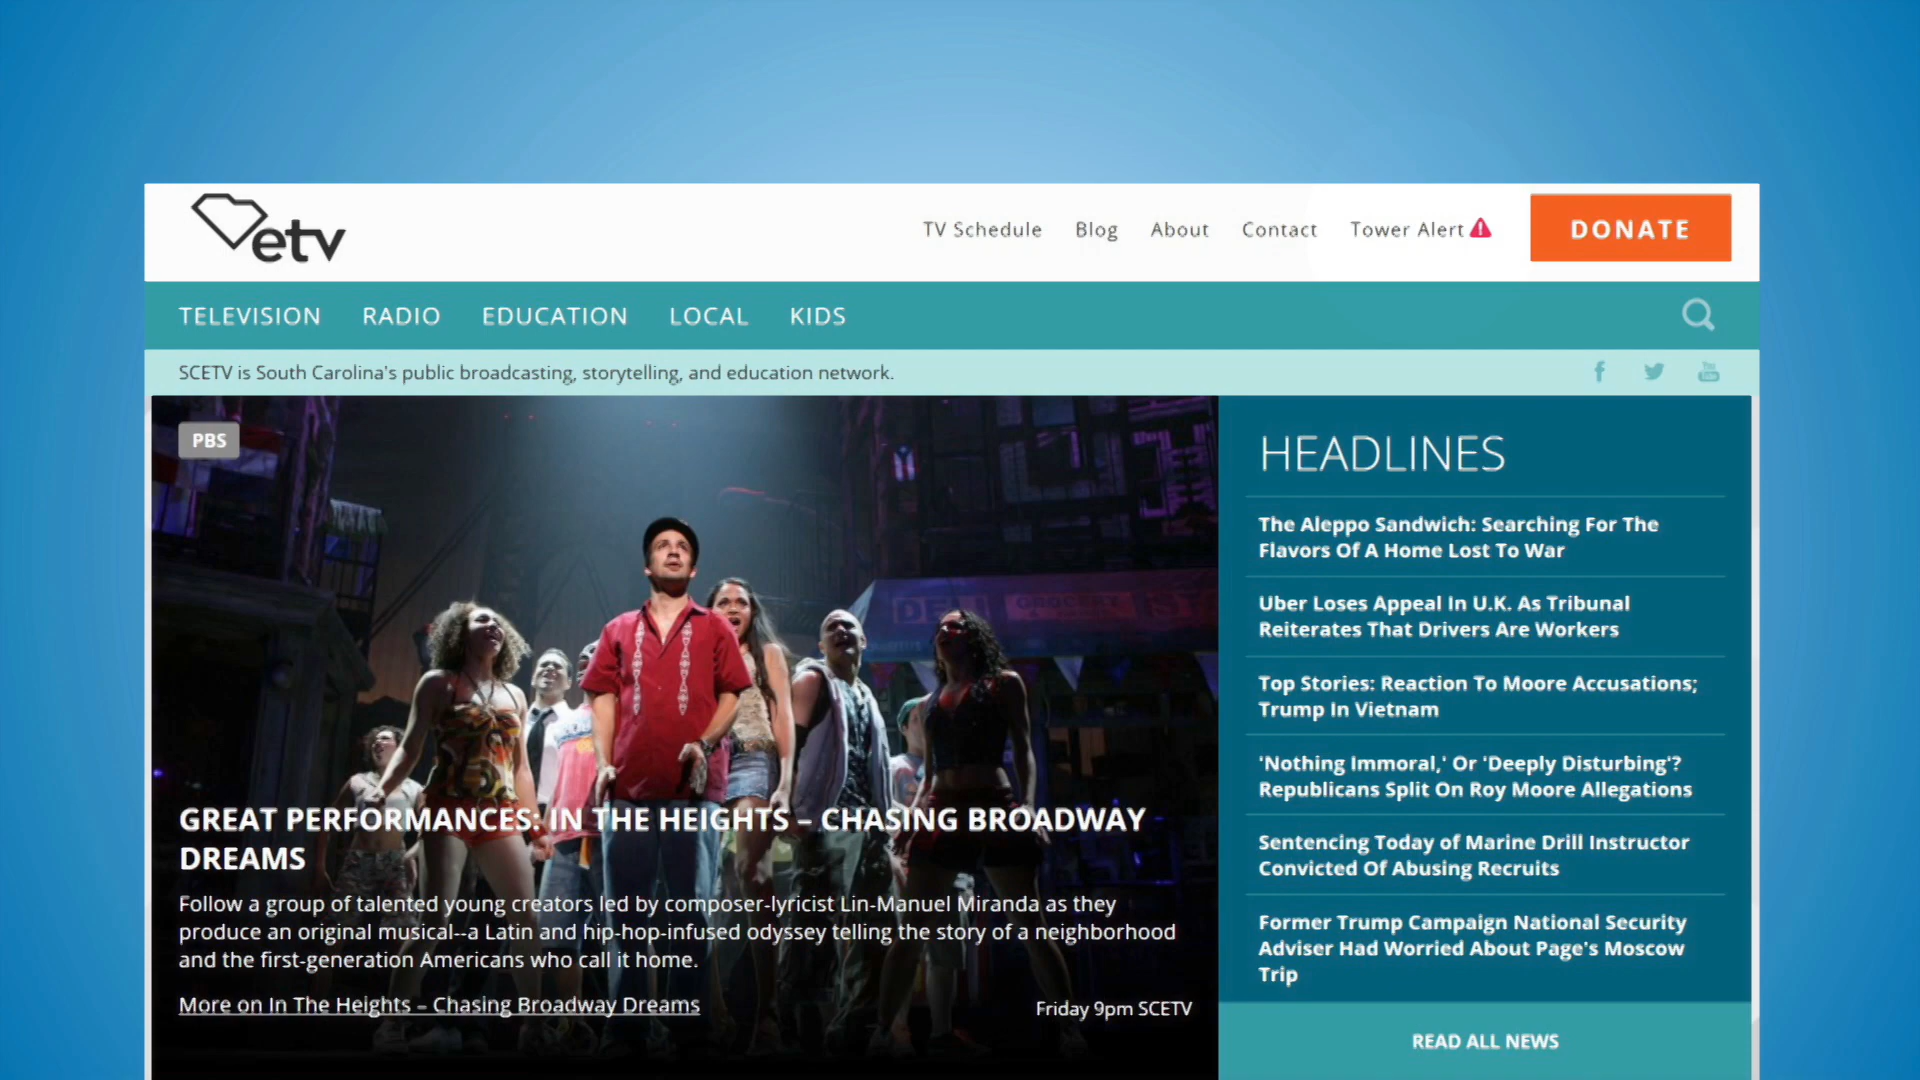 etv
TV Schedule Blog About Contact Tower Alert
DONATE
TELEVISION RADIO EDUCATION LOCAL KIDS
SCETV is South Carolina's public broadcasting, storytelling, and education network.
PBS
GREAT PERFORMANCES: IN THE HEIGHTS – CHASING BROADWAY
DREAMS
Follow a group of talented young creators led by composer-lyricist Lin-Manuel Miranda as they
produce an original musical--a Latin and hip-hop-infused odyssey telling the story of a neighborhood
and the first-generation Americans who call it home.
More on In The Heights – Chasing Broadway Dreams
Friday 9pm SCETV
HEADLINES
The Aleppo Sandwich: Searching For The
Flavors Of A Home Lost To War
Uber Loses Appeal In U.K. As Tribunal
Reiterates That Drivers Are Workers
Top Stories: Reaction To Moore Accusations;
Trump In Vietnam
'Nothing Immoral,' Or 'Deeply Disturbing'?
Republicans Split On Roy Moore Allegations
Sentencing Today of Marine Drill Instructor
Convicted Of Abusing Recruits
Former Trump Campaign National Security
Adviser Had Worried About Page's Moscow
Trip
READ ALL NEWS